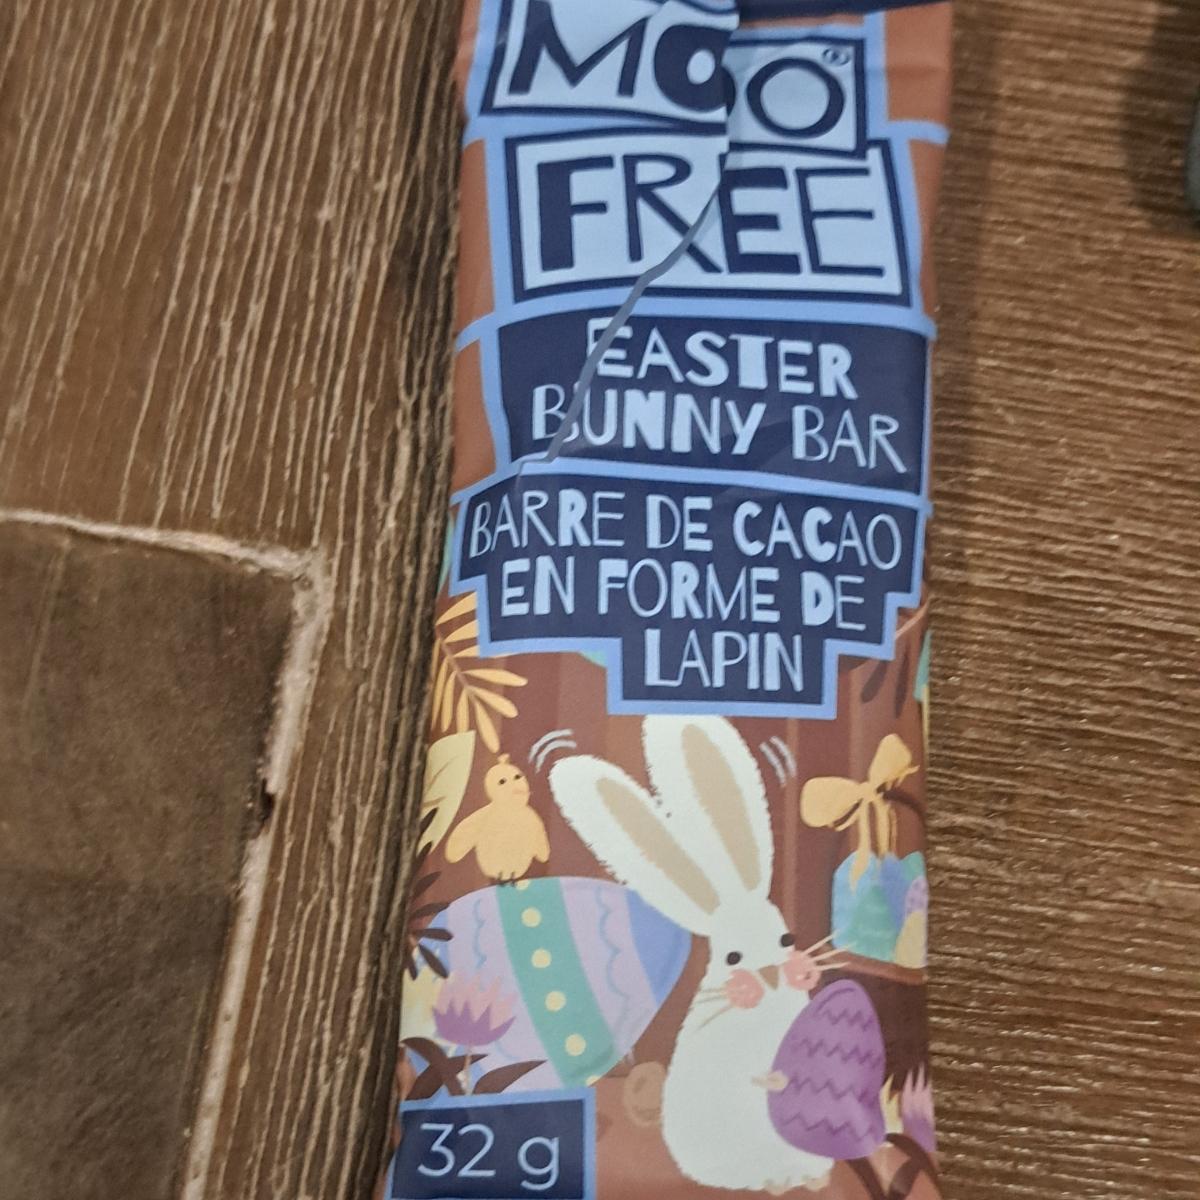 MOO®
FREE
EASTER
BUNNY BAR
BARRE DE CACAO
EN FORME DE
LAPIN
32 g